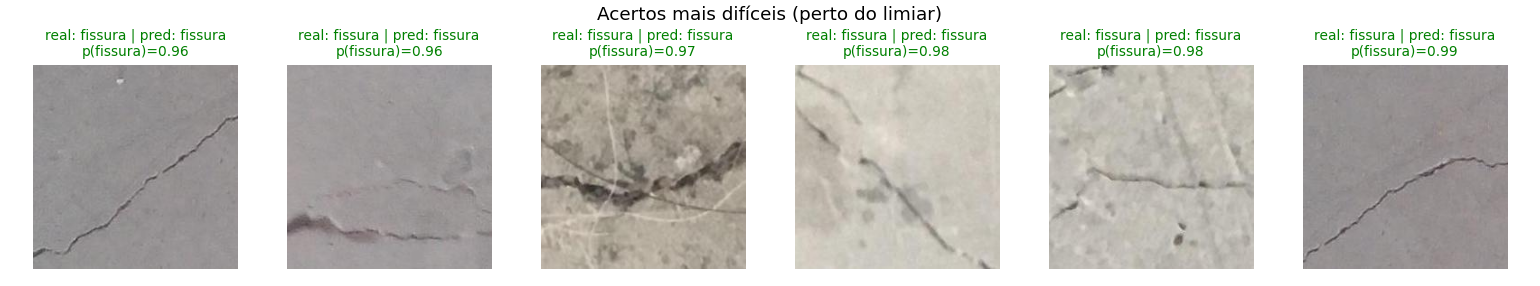 Acertos mais difíceis (perto do limiar)
real: fissura | pred: fissura
p(fissura)=0.96
real: fissura | pred: fissura
p(fissura)=0.96
real: fissura | pred: fissura
p(fissura)=0.97
real: fissura | pred: fissura
p(fissura)=0.98
real: fissura | pred: fissura
p(fissura)=0.98
real: fissura | pred: fissura
p(fissura)=0.99